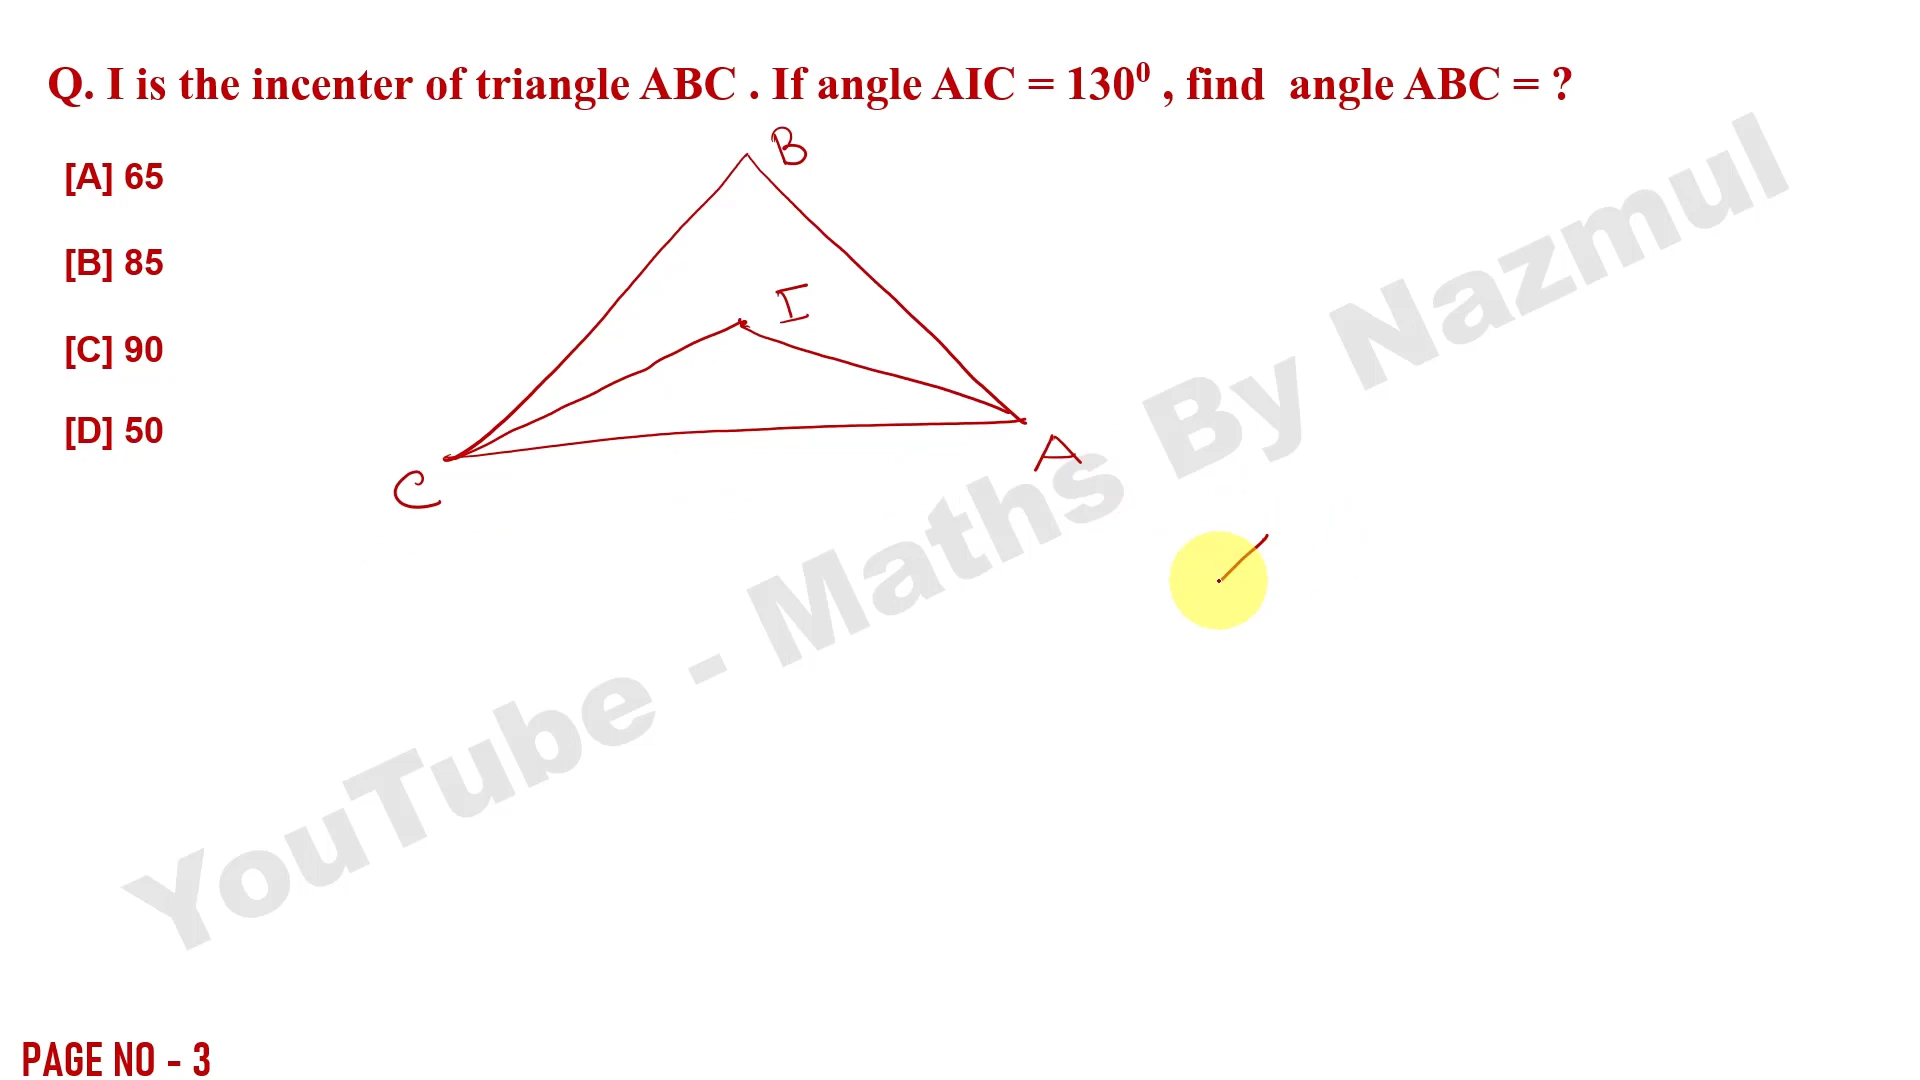 Q. I is the incenter of triangle ABC . If angle AIC = 130⁰ , find angle ABC = ?
B
[A] 65
[B] 85
I
[C] 90
[D] 50
A
C
YouTube - Maths By Nazmul
PAGE NO - 3